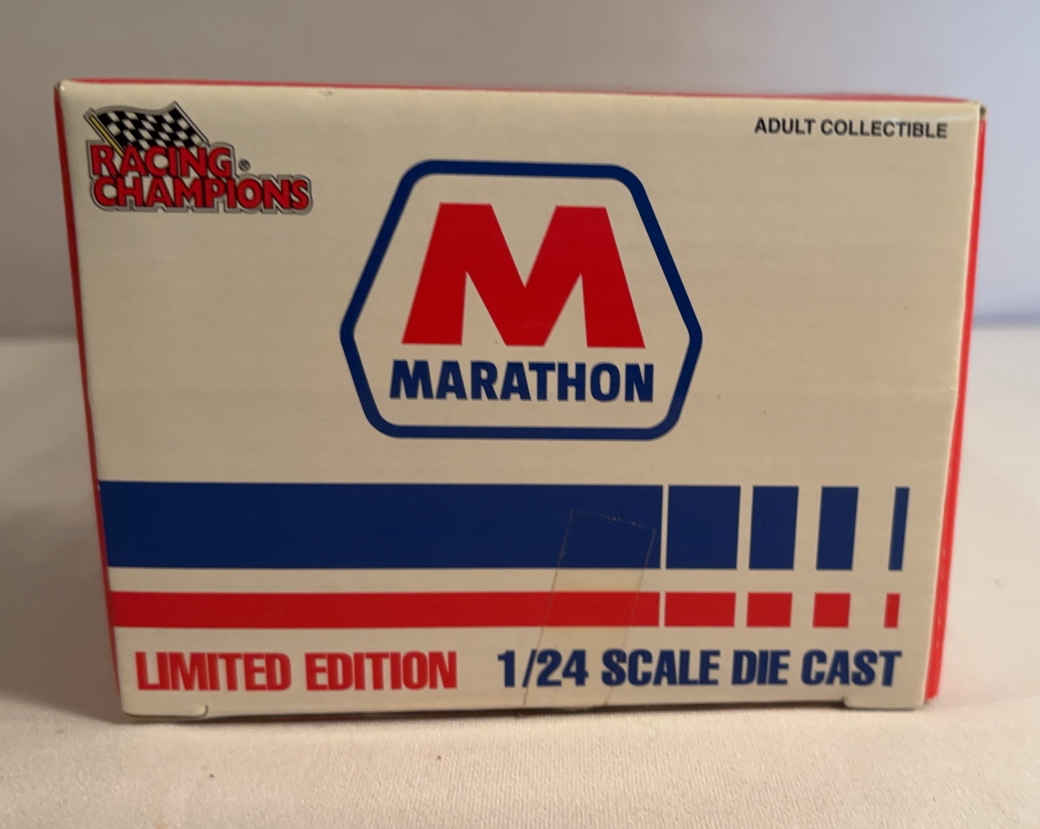 RACING®
CHAMPIONS
ADULT COLLECTIBLE
M
MARATHON
LIMITED EDITION 1/24 SCALE DIE CAST